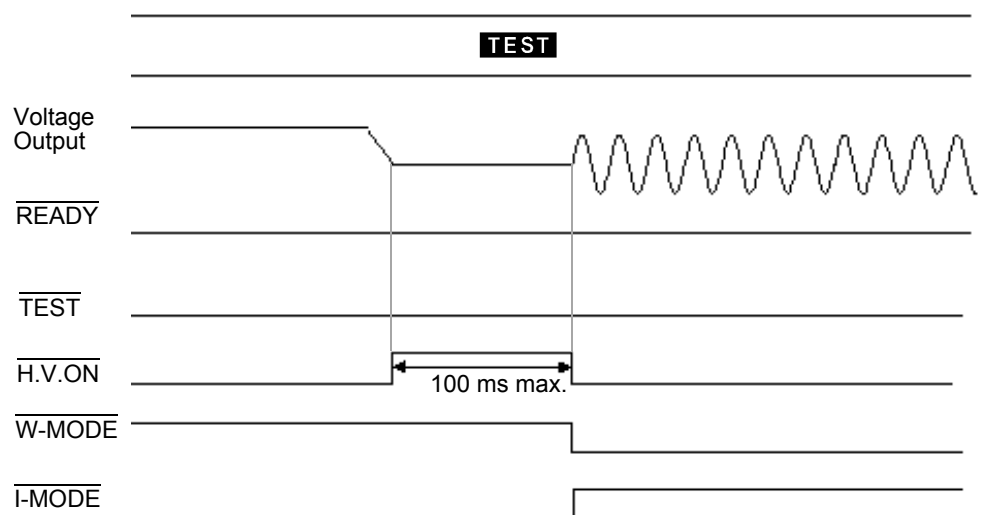 TEST
Voltage
Output
READY
TEST
H.V.ON
100 ms max.
W-MODE
I-MODE